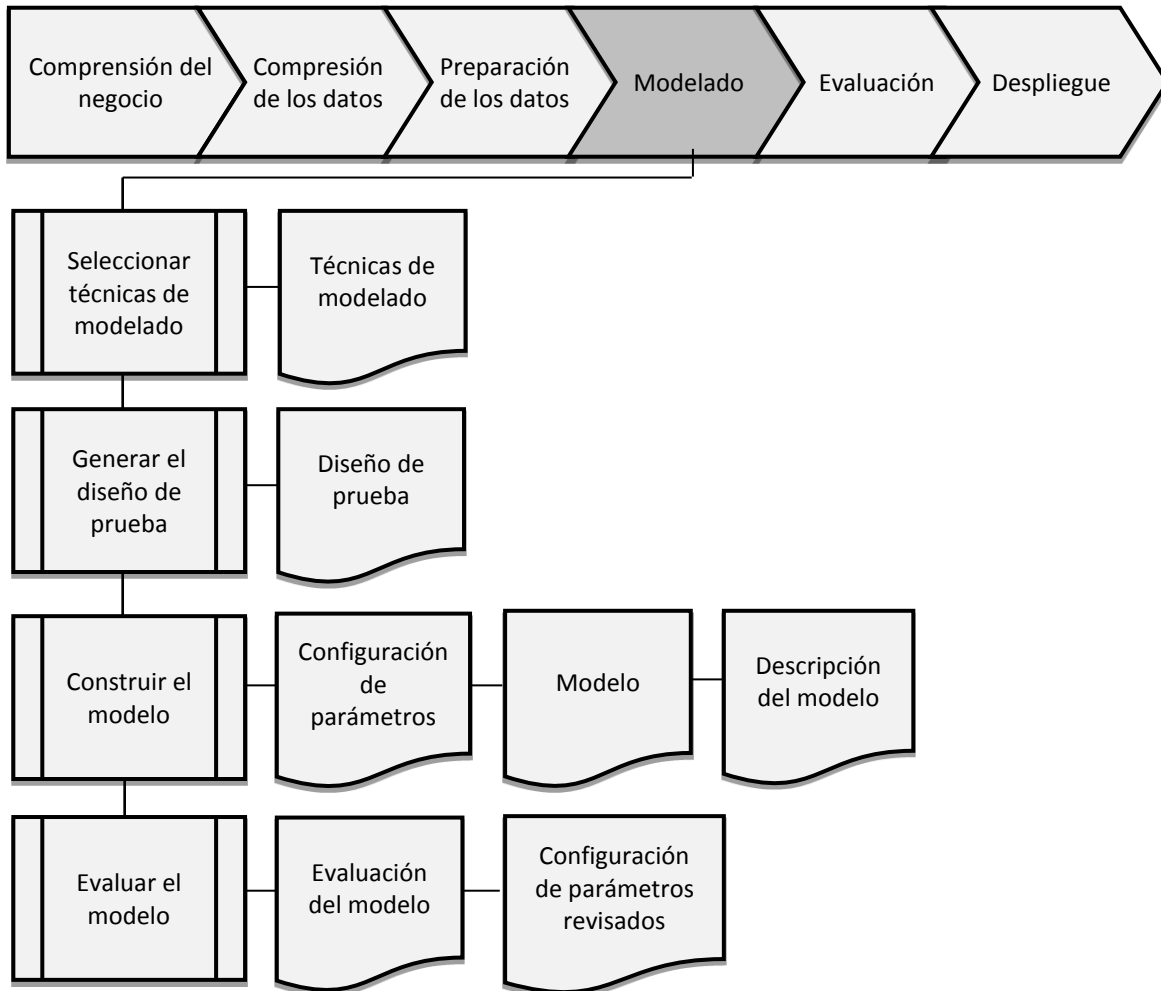 Comprensión del
negocio
Compresión
de los datos
Preparación
de los datos
Modelado
Evaluación
Despliegue
Seleccionar
técnicas de
modelado
Técnicas de
modelado
Generar el
diseño de
prueba
Diseño de
prueba
Construir el
modelo
Configuración
de
parámetros
Modelo
Descripción
del modelo
Evaluar el
modelo
Evaluación
del modelo
Configuración
de parámetros
revisados